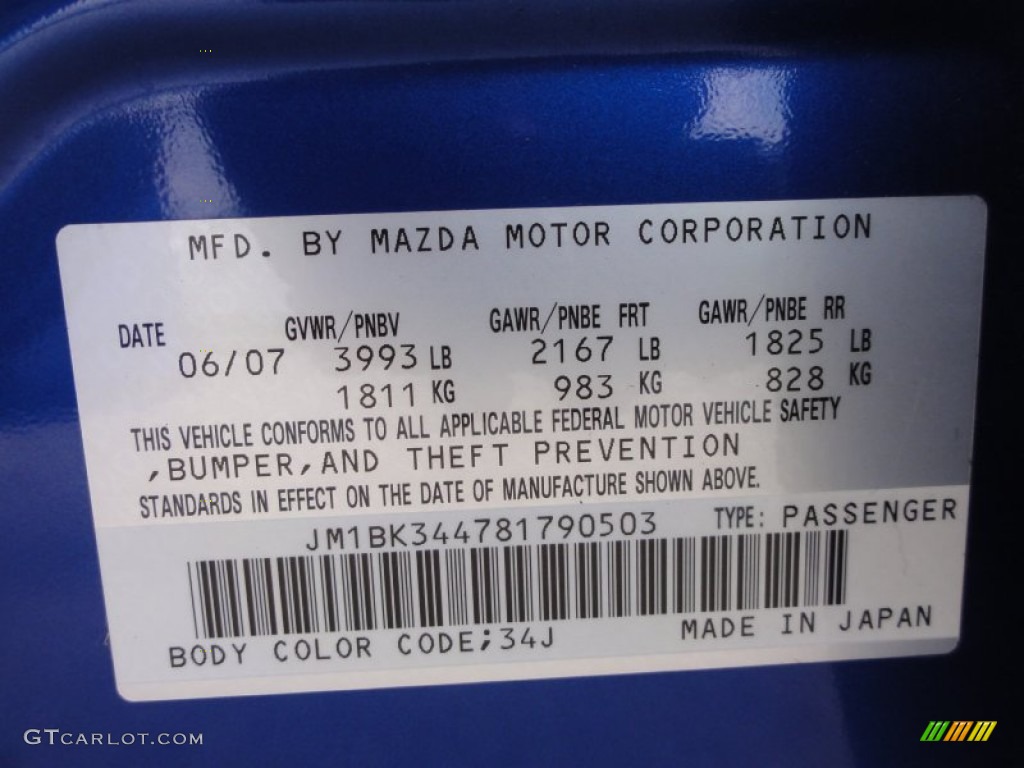 MFD. BY MAZDA MOTOR CORPORATION
DATE GVWR/PNBV GAWR/PNBE FRT GAWR/PNBE RR
06/07 3993 LB 2167 LB 1825 LB
1811 KG 983 KG 828 KG
THIS VEHICLE CONFORMS TO ALL APPLICABLE FEDERAL MOTOR VEHICLE SAFETY
,BUMPER,AND THEFT PREVENTION
STANDARDS IN EFFECT ON THE DATE OF MANUFACTURE SHOWN ABOVE.
JM1BK344781790503 TYPE: PASSENGER
BODY COLOR CODE;34J MADE IN JAPAN
GTCARLOT.COM